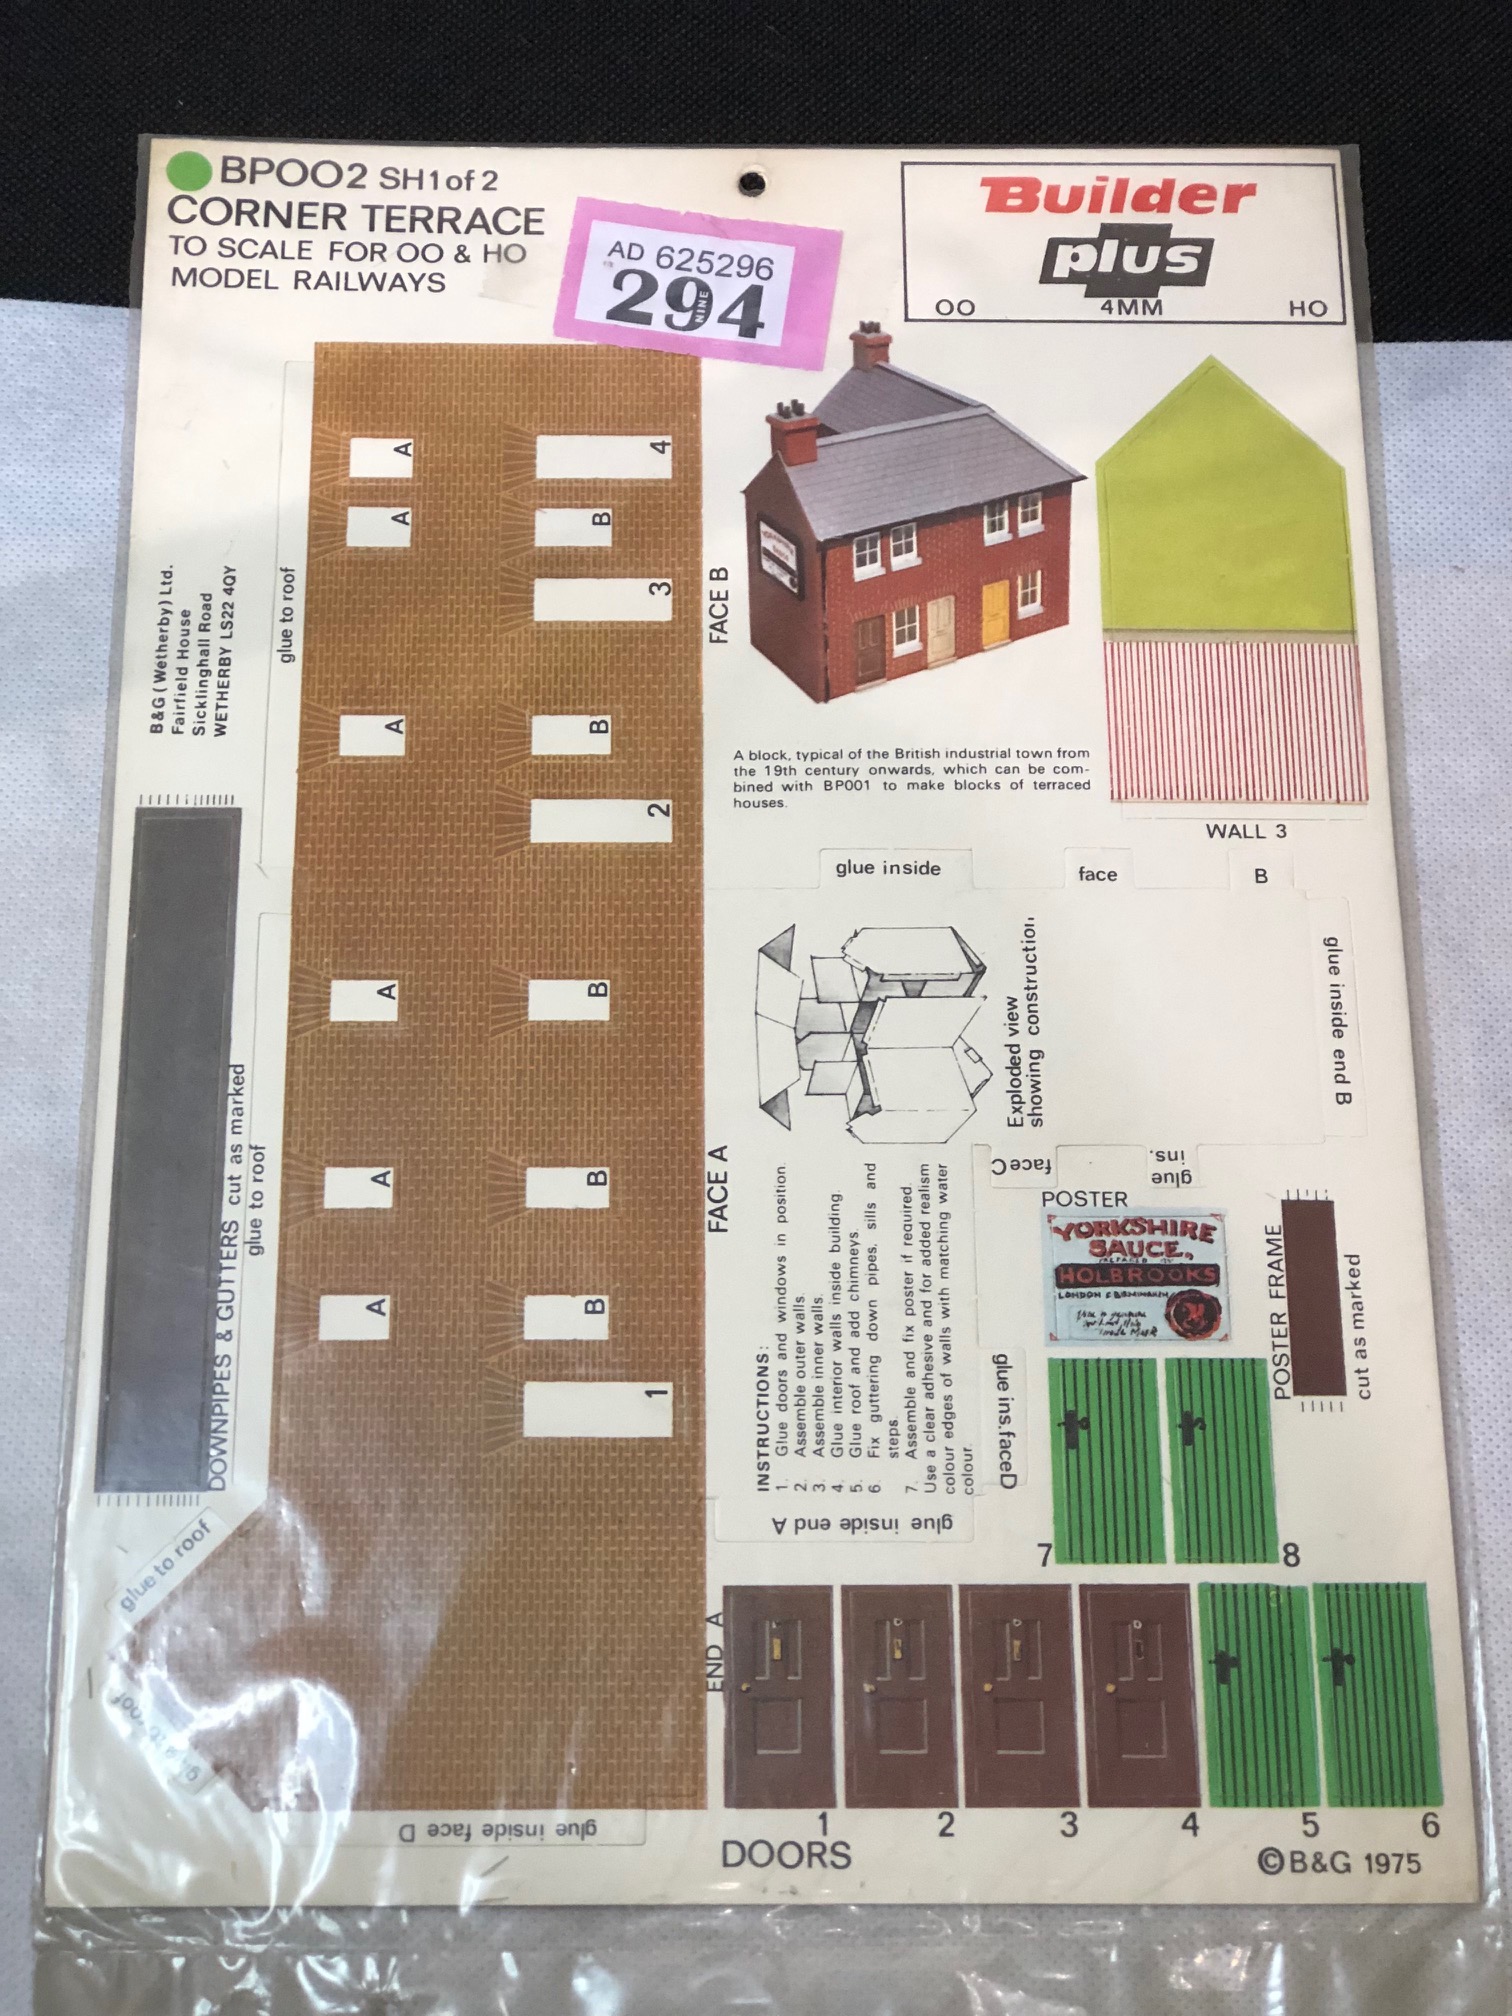 BPOO2 SH1of2
CORNER TERRACE
TO SCALE FOR OO & HO
MODEL RAILWAYS
AD 625296
294
NINE
Builder
plus
OO 4MM HO
B&G (Wetherby) Ltd.
Fairfield House
Sicklinghall Road
WETHERBY LS22 4QY
glue to roof
A
A
A
A
A
A
4
B
3
B
2
B
B
B
1
FACE B
YORKSHIRE
SAUCE
A block, typical of the British industrial town from
the 19th century onwards, which can be com-
bined with BP001 to make blocks of terraced
houses.
WALL 3
glue inside face B
glue inside end B
Exploded view
showing construction.
DOWNPIPES & GUTTERS cut as marked
glue to roof
FACE A
INSTRUCTIONS:
1. Glue doors and windows in position.
2. Assemble outer walls.
3. Assemble inner walls.
4. Glue interior walls inside building.
5. Glue roof and add chimneys.
6. Fix guttering down pipes, sills and
steps.
7. Assemble and fix poster if required.
Use a clear adhesive and for added realism
colour edges of walls with matching water
colour.
glue ins.
face C
glue ins.face D
glue inside end A
POSTER
YORKSHIRE
SAUCE.
PREPARED BY
HOLBROOKS
LONDON & BIRMINGHAM
POSTER FRAME
cut as marked
7
8
glue to roof
glue to roof
END A
glue inside face D
1 2 3 4 5 6
DOORS
©B&G 1975